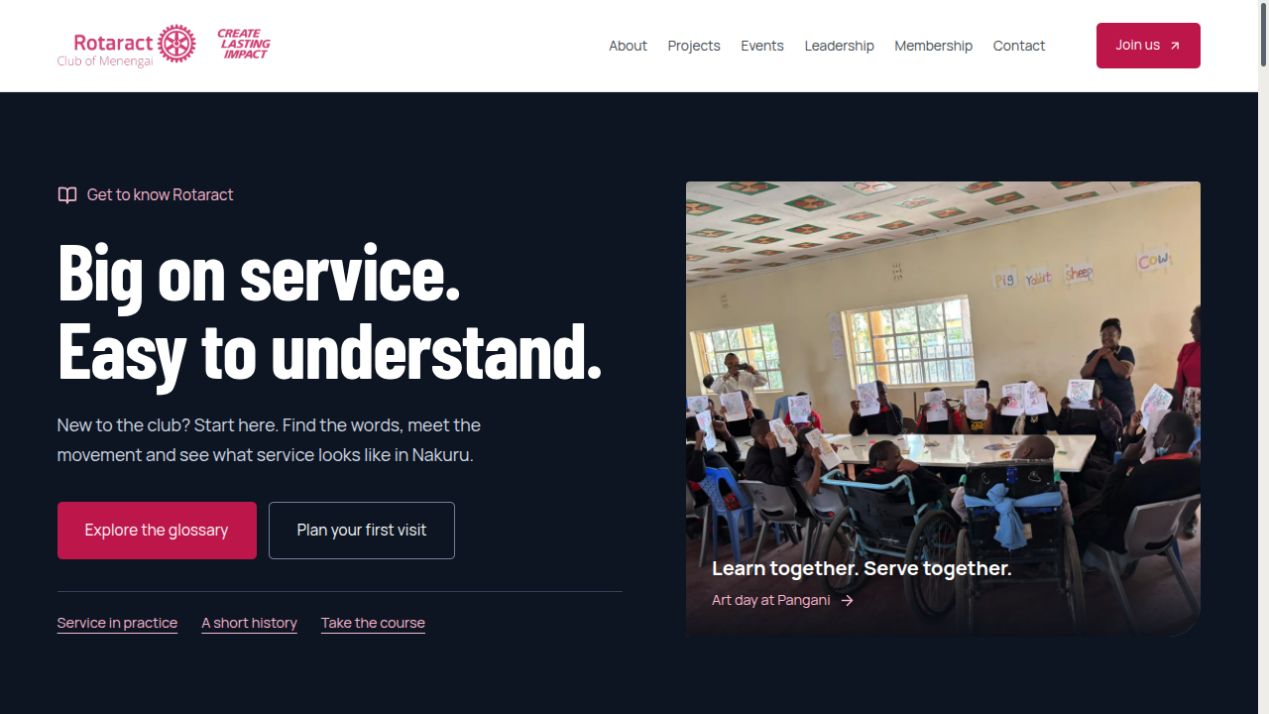 Rotaract
Club of Menengai
CREATE
LASTING
IMPACT
About
Projects
Events
Leadership
Membership
Contact
Join us
Get to know Rotaract
Big on service.
Easy to understand.
New to the club? Start here. Find the words, meet the
movement and see what service looks like in Nakuru.
Explore the glossary
Plan your first visit
Service in practice
A short history
Take the course
Pig
Rabbit
Sheep
Cow
Learn together. Serve together.
Art day at Pangani